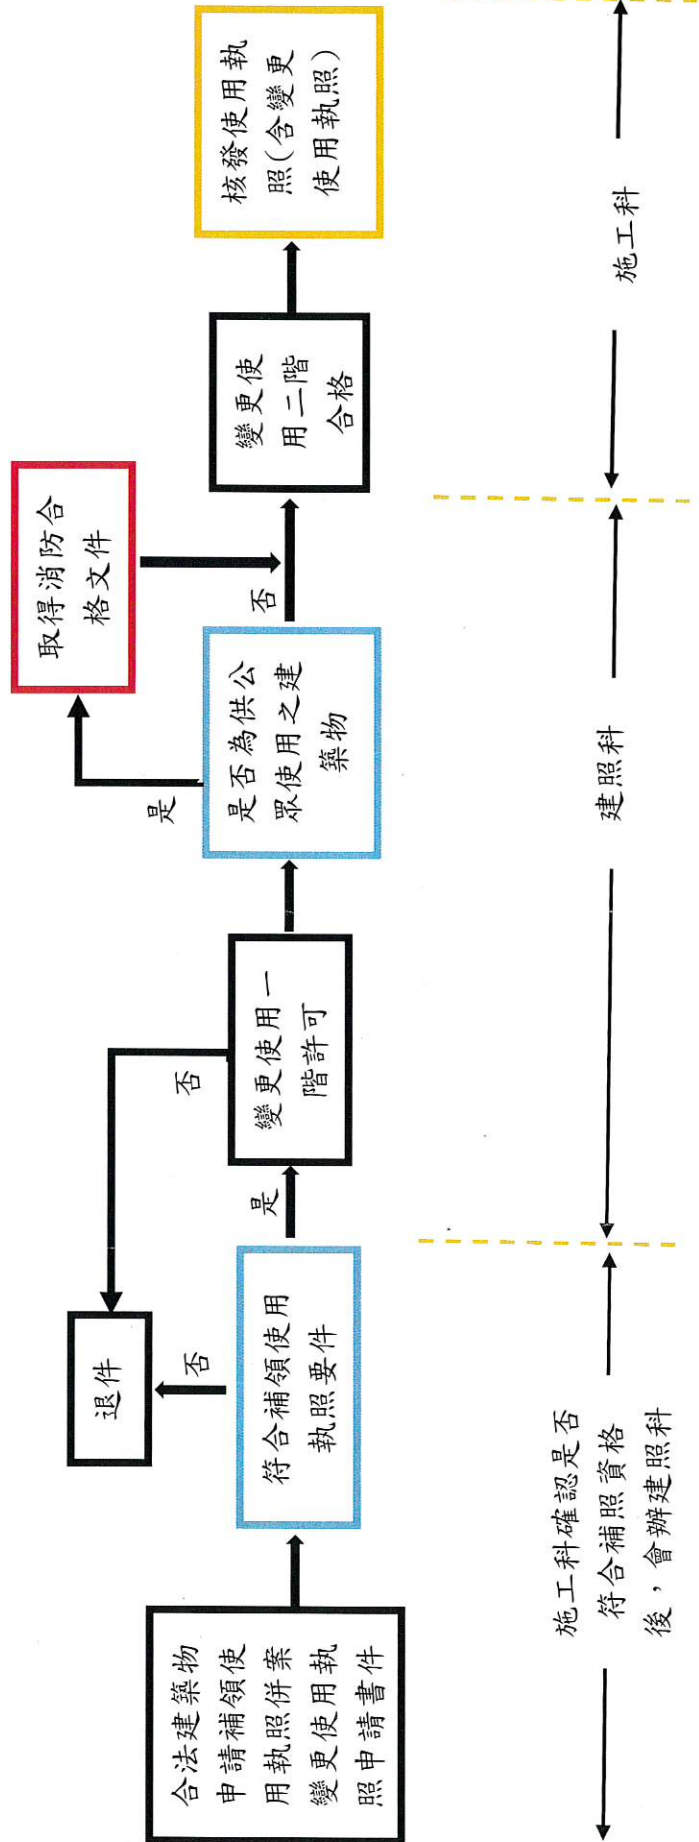 合法建築物
申請補領使
用執照併案
變更使用執
照申請書件
符合補領使用
執照要件
否
退件
是
變更使用一
階許可
否
是否為供公
眾使用之建
築物
是
取得消防合
格文件
否
變更使
用二階
合格
核發使用執
照(含變更
使用執照)
施工科確認是否
符合補照資格
後,會辦建照科
建照科
施工科